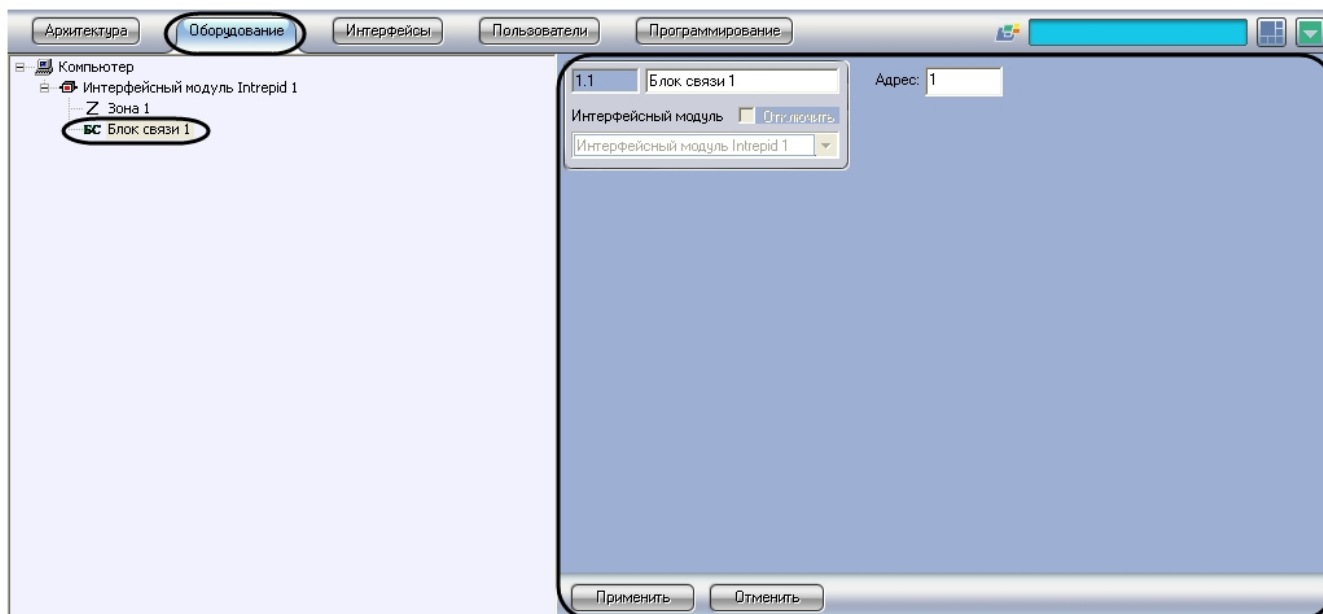 Архитектура Оборудование Интерфейсы Пользователи Программирование
Компьютер
Интерфейсный модуль Intrepid 1
Z Зона 1
БС Блок связи 1
1.1 Блок связи 1 Адрес: 1
Интерфейсный модуль Отключить
Интерфейсный модуль Intrepid 1
Применить Отменить